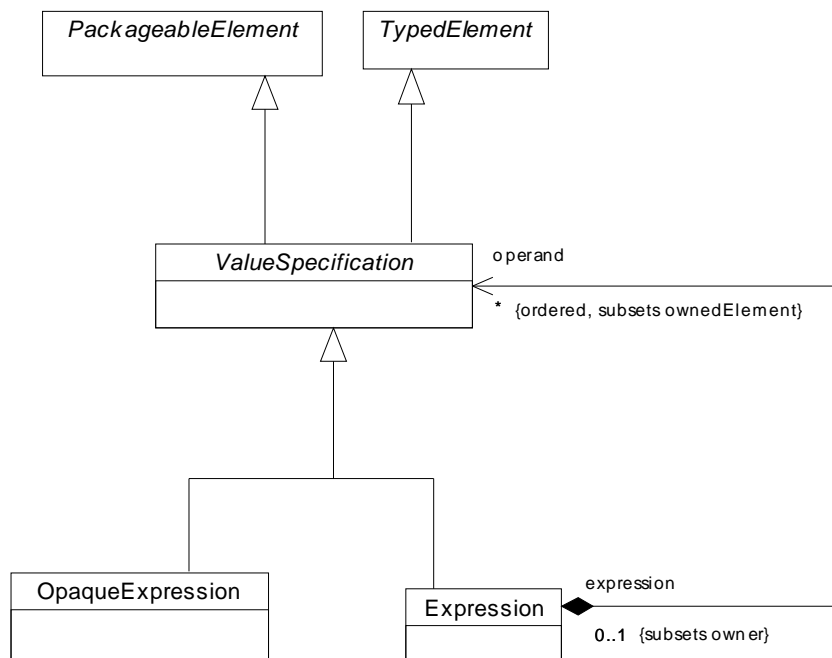 PackageableElement
TypedElement
ValueSpecification
operand
* {ordered, subsets ownedElement}
OpaqueExpression
Expression
expression
0..1 {subsets owner}